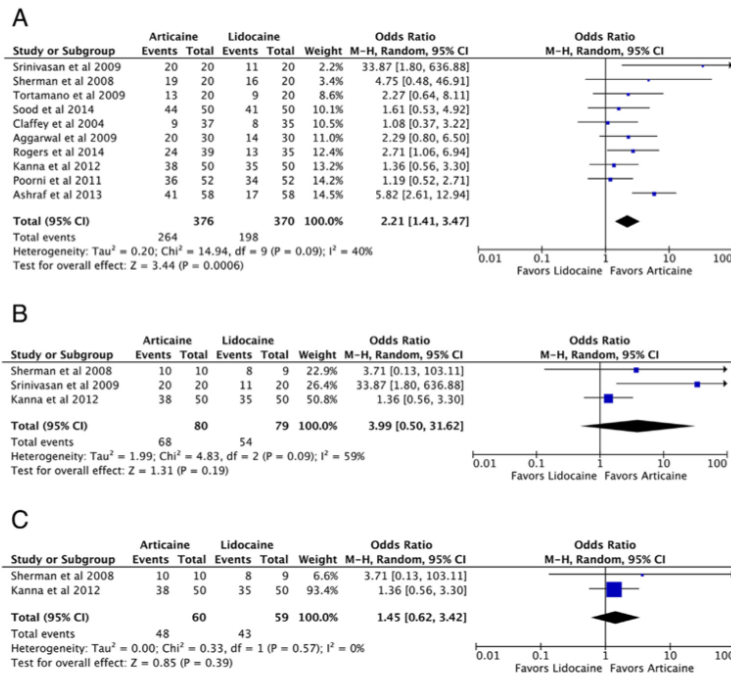 A
Articaine Lidocaine Odds Ratio Odds Ratio
Study or Subgroup Events Total Events Total Weight M-H, Random, 95% CI M-H, Random, 95% CI
Srinivasan et al 2009 20 20 11 20 2.2% 33.87 [1.80, 636.88]
Sherman et al 2008 19 20 16 20 3.4% 4.75 [0.48, 46.91]
Tortamano et al 2009 13 20 9 20 8.6% 2.27 [0.64, 8.11]
Sood et al 2014 44 50 41 50 10.1% 1.61 [0.53, 4.92]
Claffey et al 2004 9 37 8 35 10.5% 1.08 [0.37, 3.22]
Aggarwal et al 2009 20 30 14 30 11.0% 2.29 [0.80, 6.50]
Rogers et al 2014 24 39 13 35 12.4% 2.71 [1.06, 6.94]
Kanna et al 2012 38 50 35 50 13.2% 1.36 [0.56, 3.30]
Poorni et al 2011 36 52 34 52 14.2% 1.19 [0.52, 2.71]
Ashraf et al 2013 41 58 17 58 14.5% 5.82 [2.61, 12.94]
Total (95% CI) 376 370 100.0% 2.21 [1.41, 3.47]
Total events 264 198
Heterogeneity: Tau² = 0.20; Chi² = 14.94, df = 9 (P = 0.09); I² = 40%
Test for overall effect: Z = 3.44 (P = 0.0006)
0.01 0.1 1 10 100
Favors Lidocaine Favors Articaine
B
Articaine Lidocaine Odds Ratio Odds Ratio
Study or Subgroup Events Total Events Total Weight M-H, Random, 95% CI M-H, Random, 95% CI
Sherman et al 2008 10 10 8 9 22.9% 3.71 [0.13, 103.11]
Srinivasan et al 2009 20 20 11 20 26.4% 33.87 [1.80, 636.88]
Kanna et al 2012 38 50 35 50 50.8% 1.36 [0.56, 3.30]
Total (95% CI) 80 79 100.0% 3.99 [0.50, 31.62]
Total events 68 54
Heterogeneity: Tau² = 1.99; Chi² = 4.83, df = 2 (P = 0.09); I² = 59%
Test for overall effect: Z = 1.31 (P = 0.19)
0.01 0.1 1 10 100
Favors Lidocaine Favors Articaine
C
Articaine Lidocaine Odds Ratio Odds Ratio
Study or Subgroup Events Total Events Total Weight M-H, Random, 95% CI M-H, Random, 95% CI
Sherman et al 2008 10 10 8 9 6.6% 3.71 [0.13, 103.11]
Kanna et al 2012 38 50 35 50 93.4% 1.36 [0.56, 3.30]
Total (95% CI) 60 59 100.0% 1.45 [0.62, 3.42]
Total events 48 43
Heterogeneity: Tau² = 0.00; Chi² = 0.33, df = 1 (P = 0.57); I² = 0%
Test for overall effect: Z = 0.85 (P = 0.39)
0.01 0.1 1 10 100
Favors Lidocaine Favors Articaine